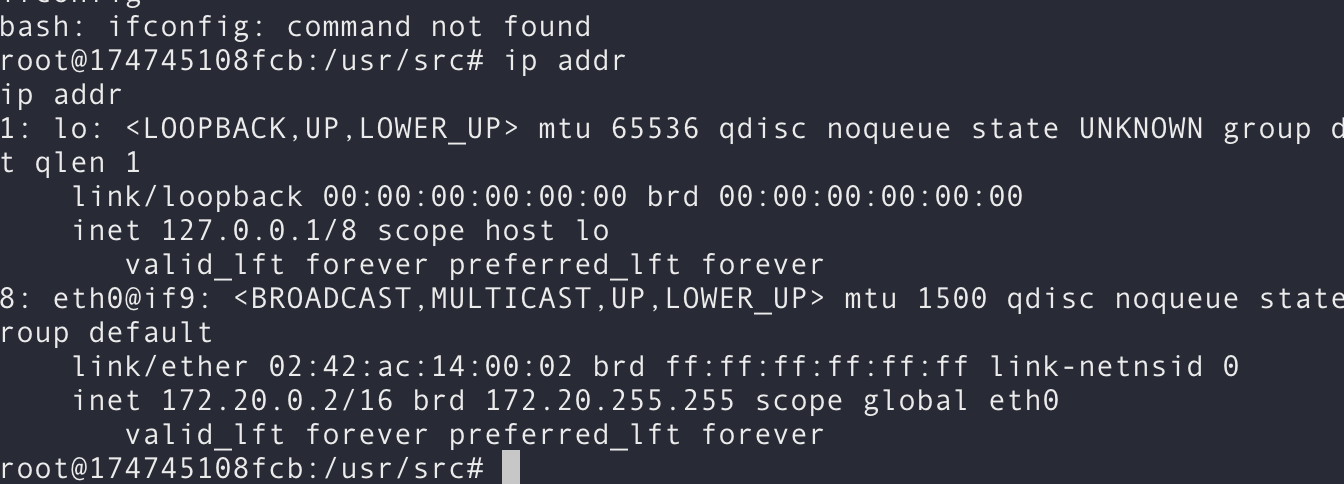 bash: ifconfig: command not found
root@174745108fcb:/usr/src# ip addr
ip addr
1: lo: <LOOPBACK,UP,LOWER_UP> mtu 65536 qdisc noqueue state UNKNOWN group d
t qlen 1
    link/loopback 00:00:00:00:00:00 brd 00:00:00:00:00:00
    inet 127.0.0.1/8 scope host lo
       valid_lft forever preferred_lft forever
8: eth0@if9: <BROADCAST,MULTICAST,UP,LOWER_UP> mtu 1500 qdisc noqueue state
roup default
    link/ether 02:42:ac:14:00:02 brd ff:ff:ff:ff:ff:ff link-netnsid 0
    inet 172.20.0.2/16 brd 172.20.255.255 scope global eth0
       valid_lft forever preferred_lft forever
root@174745108fcb:/usr/src#